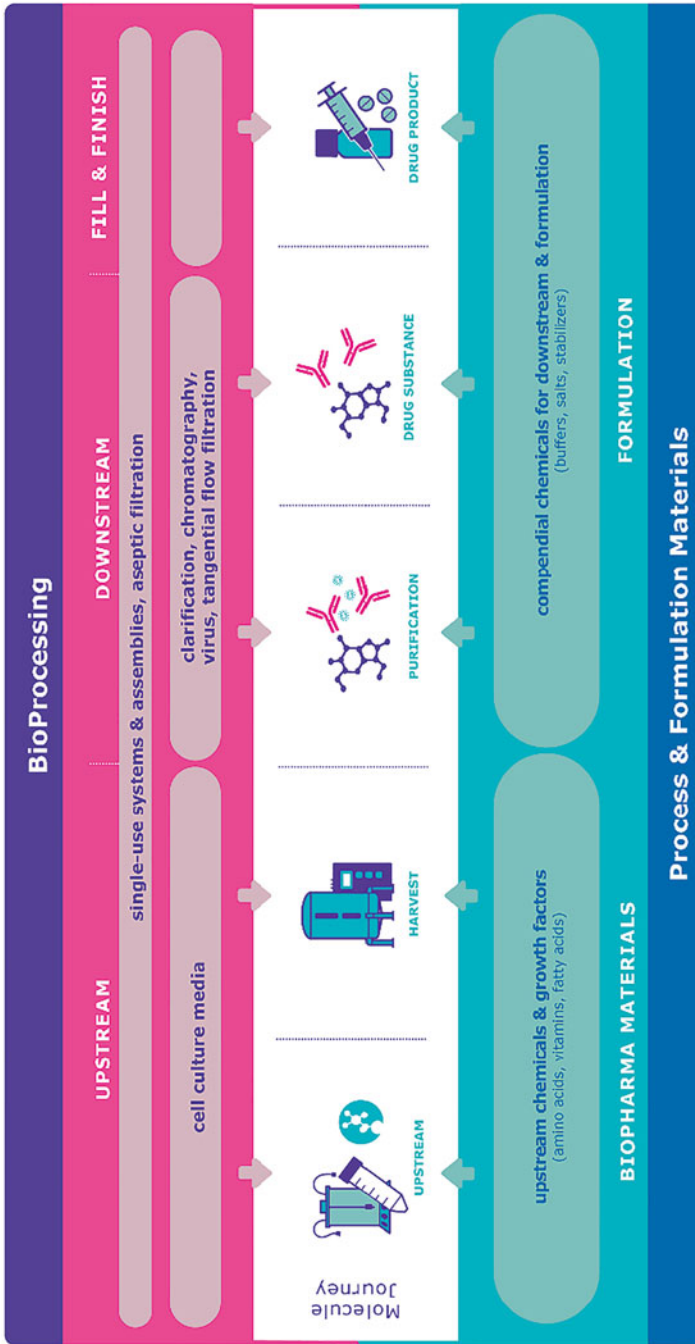 BioProcessing
UPSTREAM
DOWNSTREAM
FILL & FINISH
single-use systems & assemblies, aseptic filtration
cell culture media
clarification, chromatography,
virus, tangential flow filtration
Molecule
Journey
UPSTREAM
HARVEST
PURIFICATION
DRUG SUBSTANCE
DRUG PRODUCT
upstream chemicals & growth factors
(amino acids, vitamins, fatty acids)
compendial chemicals for downstream & formulation
(buffers, salts, stabilizers)
BIOPHARMA MATERIALS
FORMULATION
Process & Formulation Materials